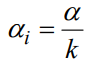 αᵢ = α/k